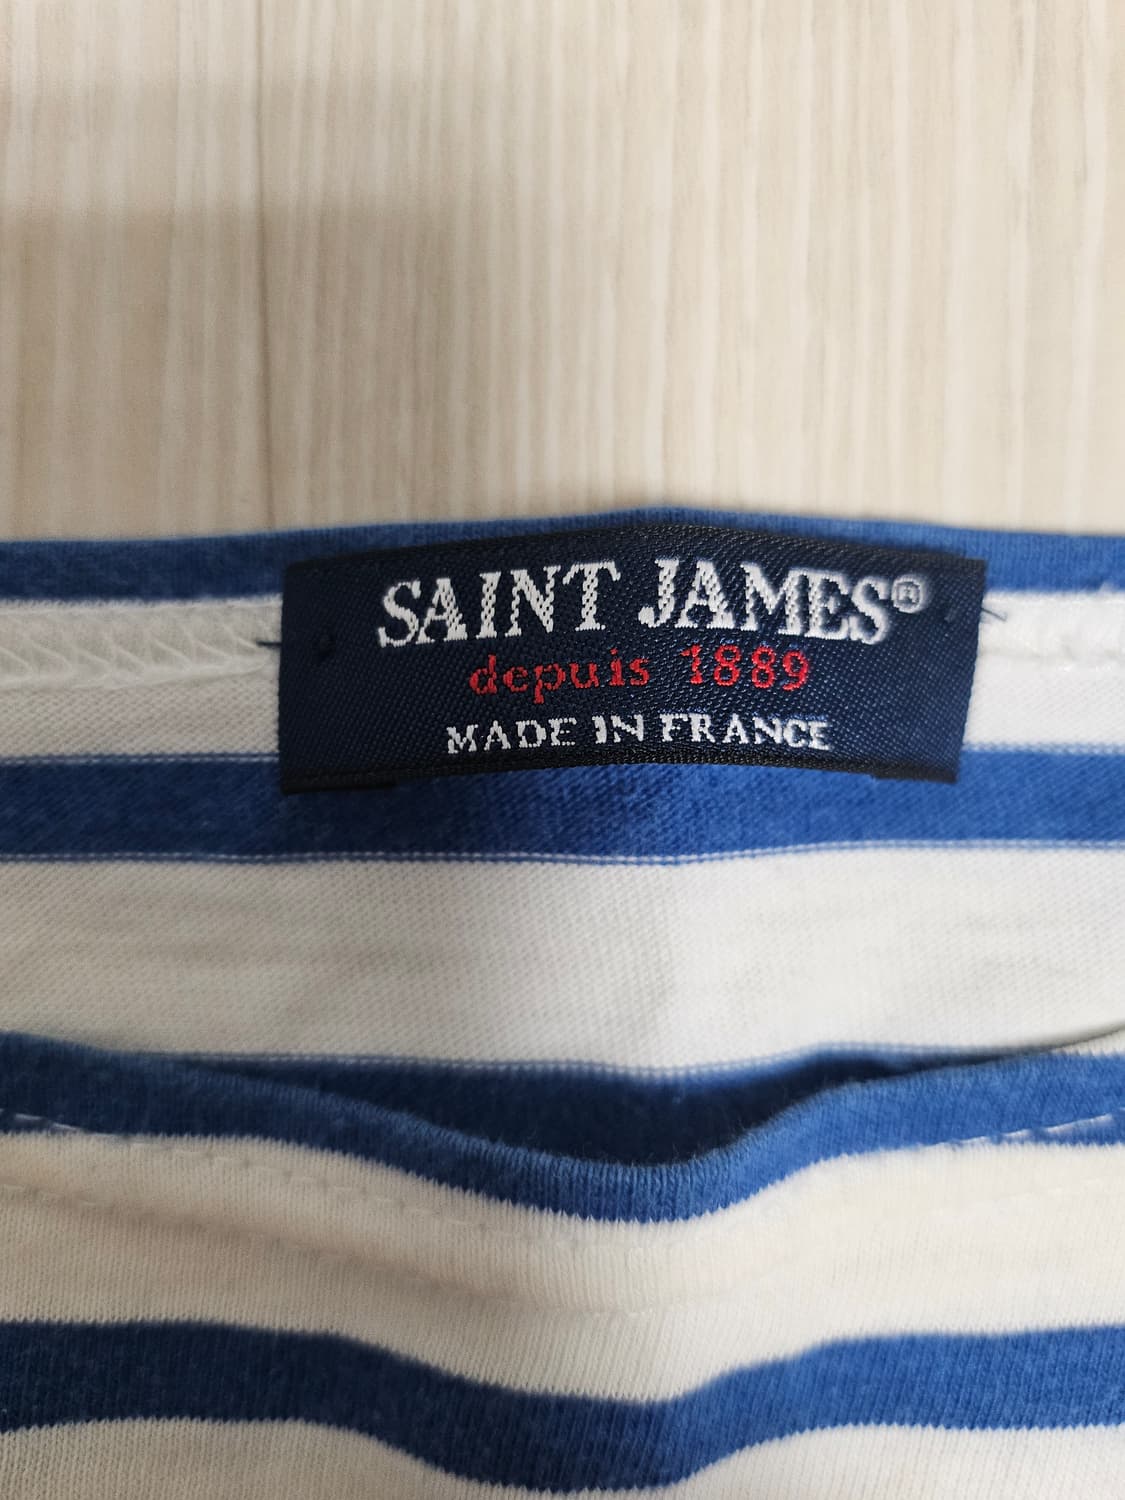 SAINT JAMES®
depuis 1889
MADE IN FRANCE